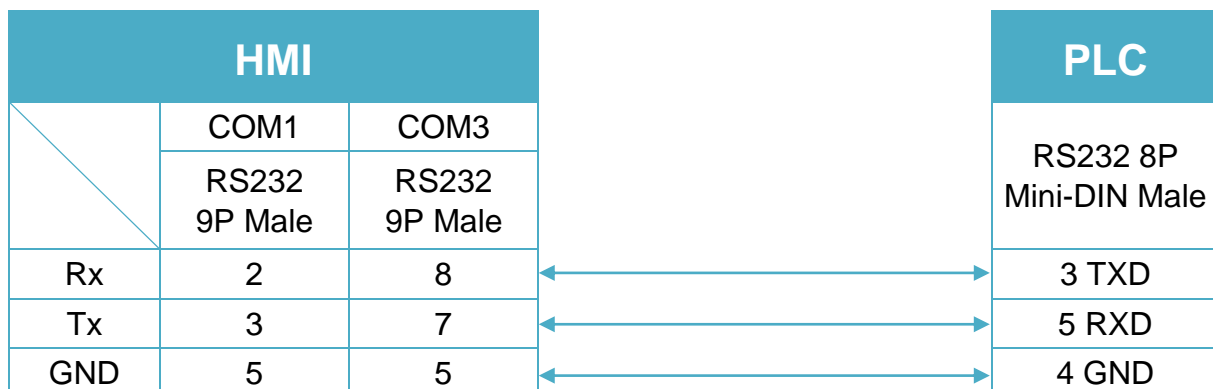 HMI PLC
COM1 COM3
RS232 8P
Mini-DIN Male
RS232 RS232
9P Male 9P Male
Rx 2 8 3 TXD
Tx 3 7 5 RXD
GND 5 5 4 GND